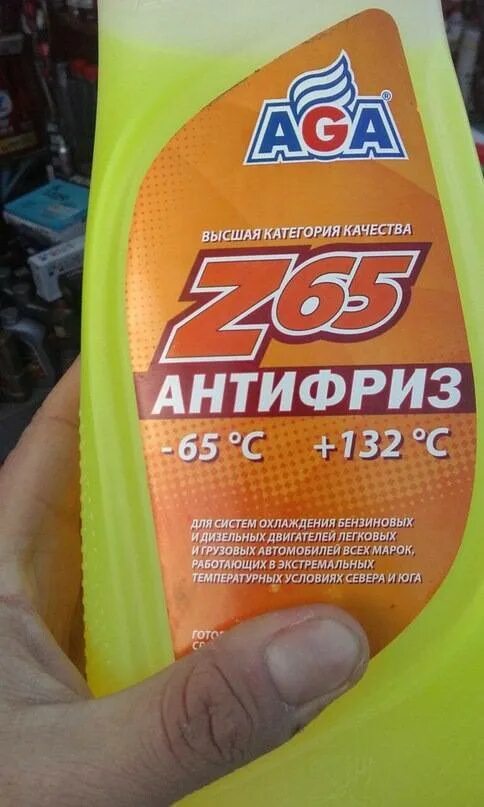 AGA®
ВЫСШАЯ КАТЕГОРИЯ КАЧЕСТВА
Z65
АНТИФРИЗ
-65 °C +132 °C
ДЛЯ СИСТЕМ ОХЛАЖДЕНИЯ БЕНЗИНОВЫХ
И ДИЗЕЛЬНЫХ ДВИГАТЕЛЕЙ ЛЕГКОВЫХ
И ГРУЗОВЫХ АВТОМОБИЛЕЙ ВСЕХ МАРОК,
РАБОТАЮЩИХ В ЭКСТРЕМАЛЬНЫХ
ТЕМПЕРАТУРНЫХ УСЛОВИЯХ СЕВЕРА И ЮГА